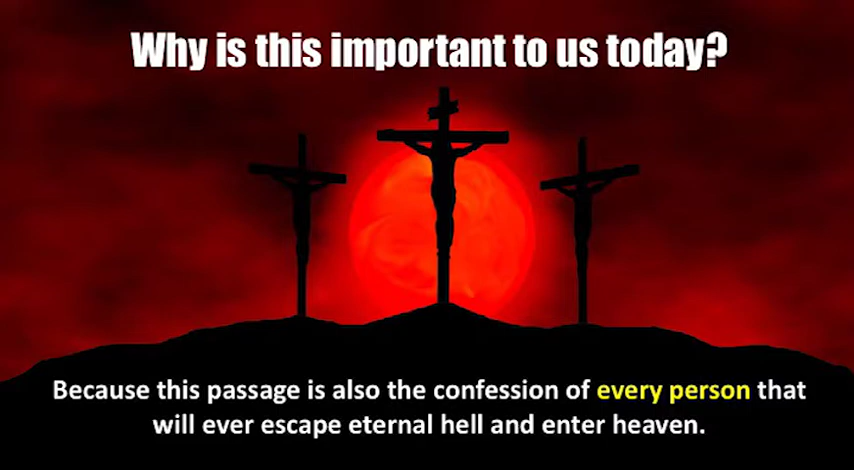 Why is this important to us today?
Because this passage is also the confession of every person that
will ever escape eternal hell and enter heaven.